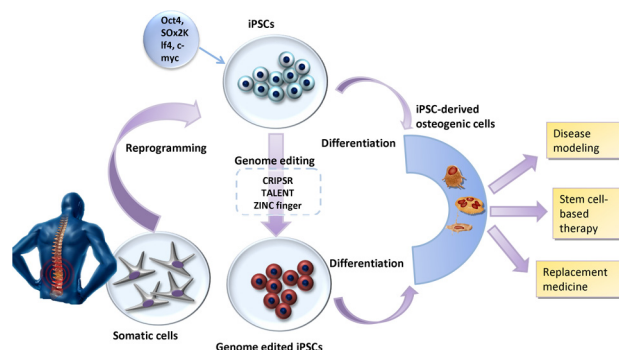 Oct4,
SOx2K
lf4, c-
myc
iPSCs
iPSC-derived
osteogenic cells
Differentiation
Reprogramming
Genome editing
CRIPSR
TALENT
ZINC finger
Disease
modeling
Stem cell-
based therapy
Replacement
medicine
Differentiation
Somatic cells
Genome edited iPSCs